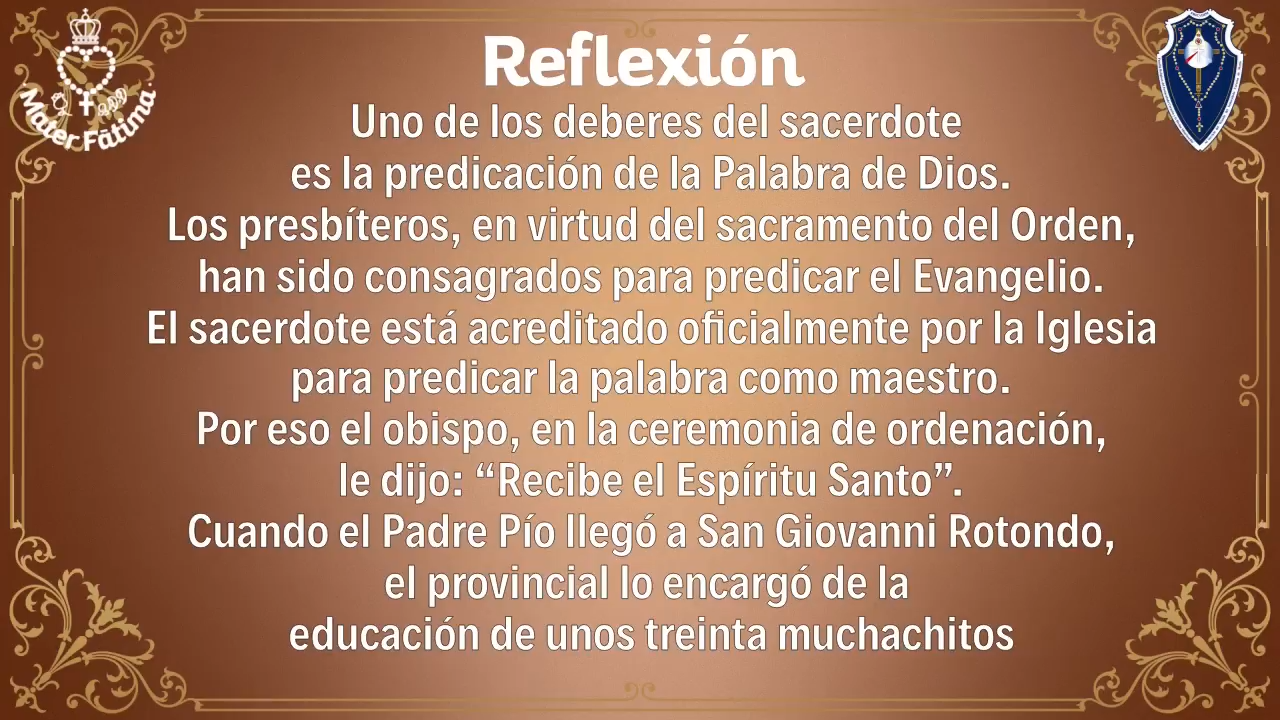 Reflexión
Uno de los deberes del sacerdote
es la predicación de la Palabra de Dios.
Los presbíteros, en virtud del sacramento del Orden,
han sido consagrados para predicar el Evangelio.
El sacerdote está acreditado oficialmente por la Iglesia
para predicar la palabra como maestro.
Por eso el obispo, en la ceremonia de ordenación,
le dijo: “Recibe el Espíritu Santo”.
Cuando el Padre Pío llegó a San Giovanni Rotondo,
el provincial lo encargó de la
educación de unos treinta muchachitos
Mater Fátima